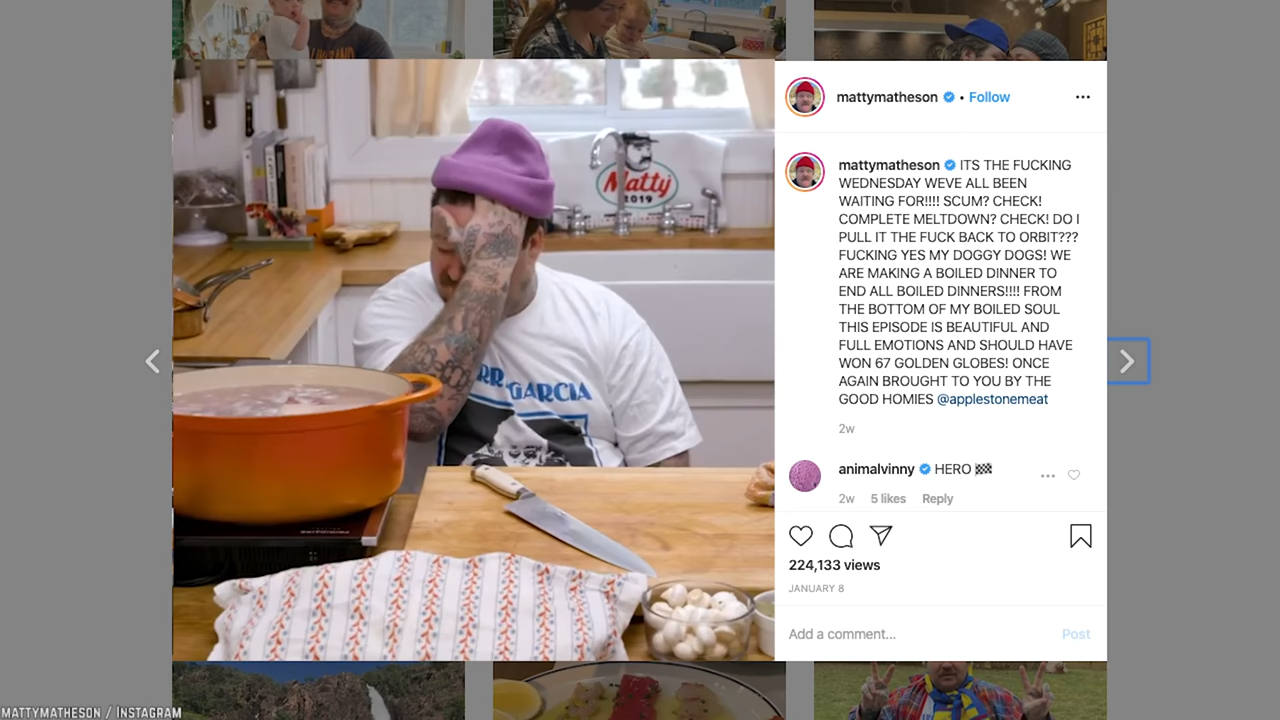 mattymatheson • Follow
mattymatheson ITS THE FUCKING
WEDNESDAY WEVE ALL BEEN
WAITING FOR!!!! SCUM? CHECK!
COMPLETE MELTDOWN? CHECK! DO I
PULL IT THE FUCK BACK TO ORBIT???
FUCKING YES MY DOGGY DOGS! WE
ARE MAKING A BOILED DINNER TO
END ALL BOILED DINNERS!!!! FROM
THE BOTTOM OF MY BOILED SOUL
THIS EPISODE IS BEAUTIFUL AND
FULL EMOTIONS AND SHOULD HAVE
WON 67 GOLDEN GLOBES! ONCE
AGAIN BROUGHT TO YOU BY THE
GOOD HOMIES @applestonemeat
2w
animalvinny HERO 🏁
2w 5 likes Reply
224,133 views
JANUARY 8
Add a comment... Post
Matty
2019
GARCIA
MATTYMATHESON / INSTAGRAM